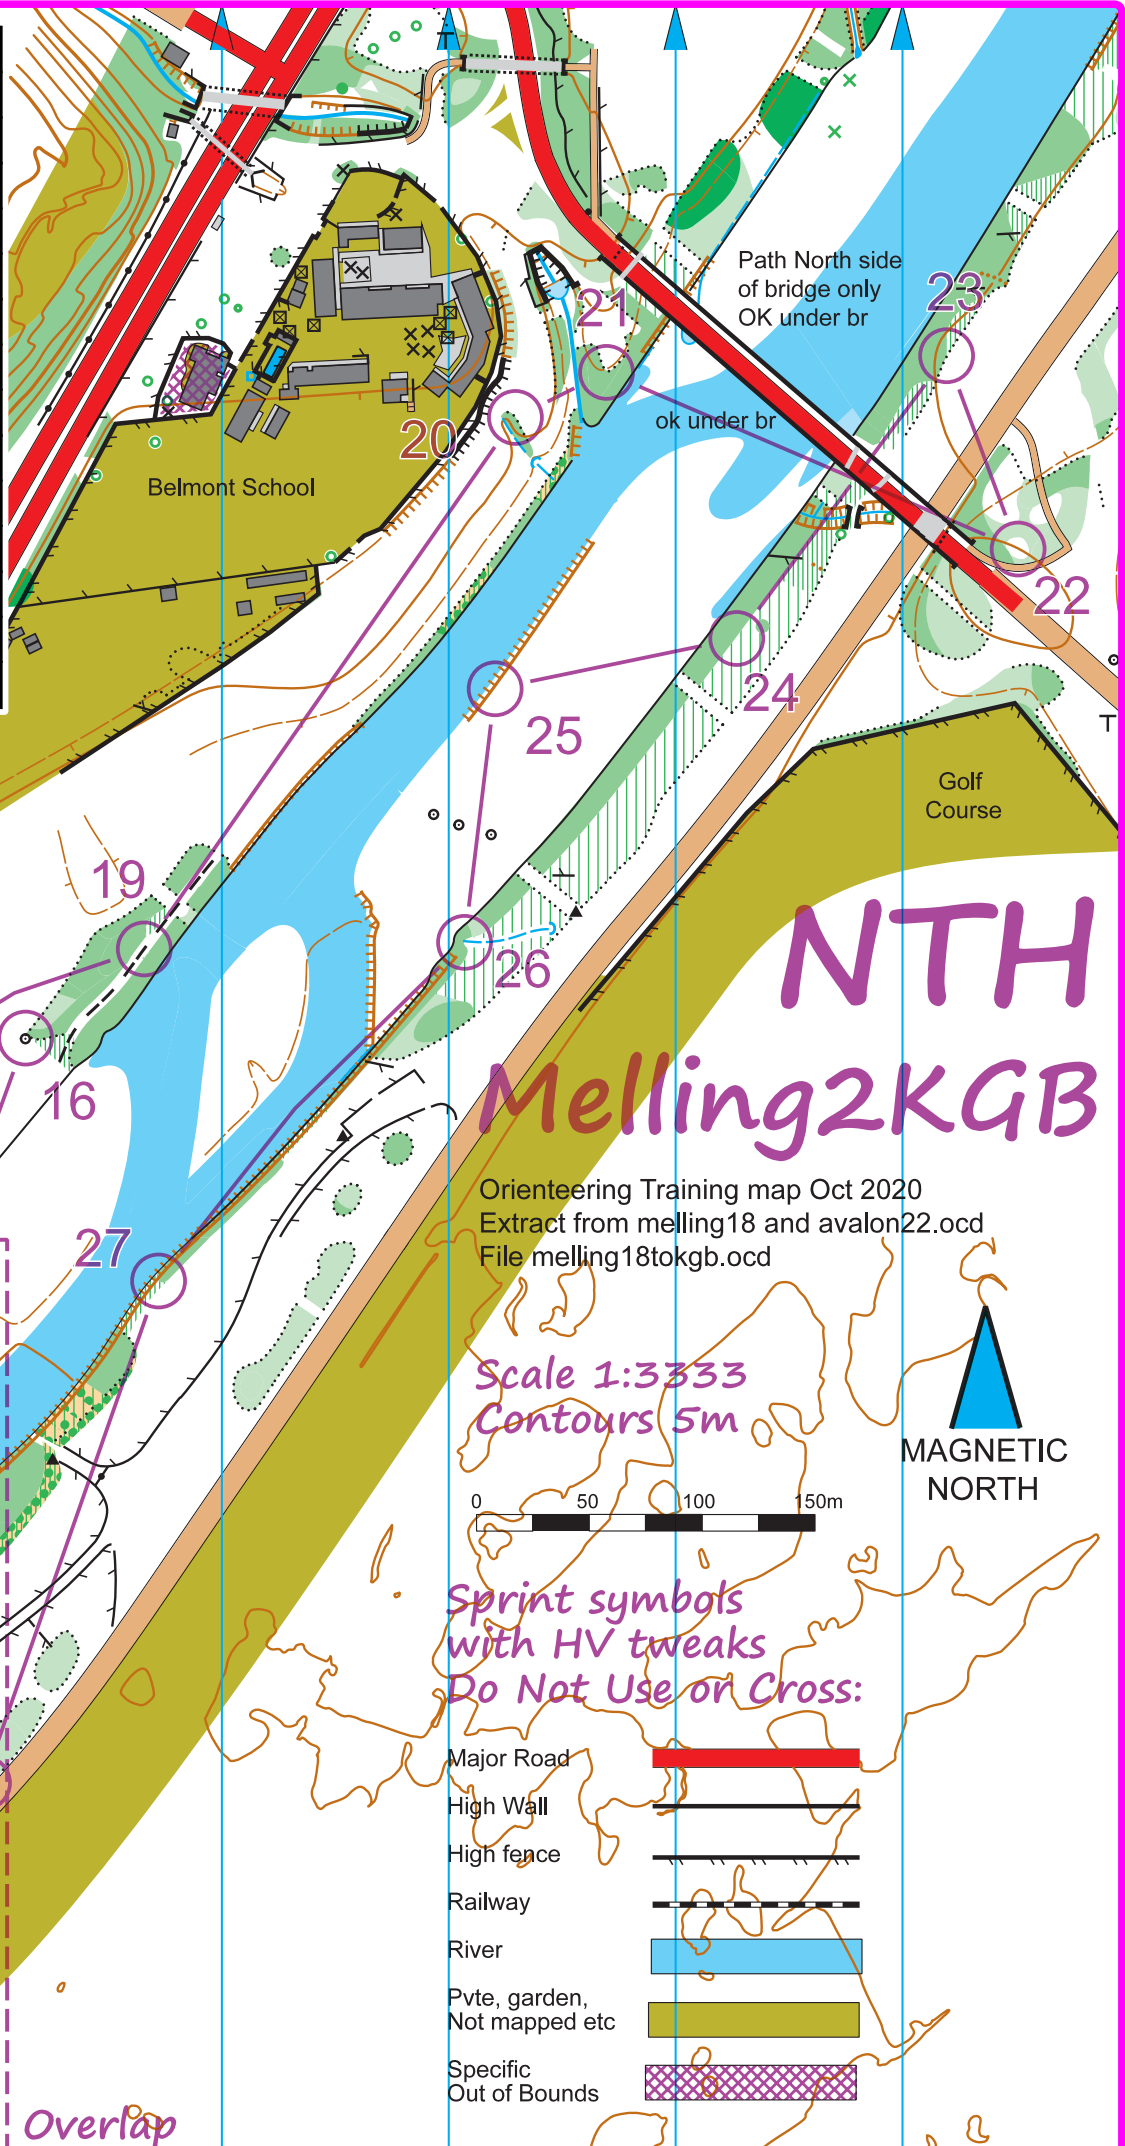 T
Path North side
of bridge only
OK under br
23
21
20
ok under br
Belmont School
22
24
25
T
Golf
Course
19
26
16
NTH
Melling2KGB
Orienteering Training map Oct 2020
Extract from melling18 and avalon22.ocd
File melling18tokgb.ocd
27
Scale 1:3333
Contours 5m
MAGNETIC
NORTH
0 50 100 150m
Sprint symbols
with HV tweaks
Do Not Use or Cross:
Major Road
High Wall
High fence
Railway
River
Pvte, garden,
Not mapped etc
Specific
Out of Bounds
Overlap